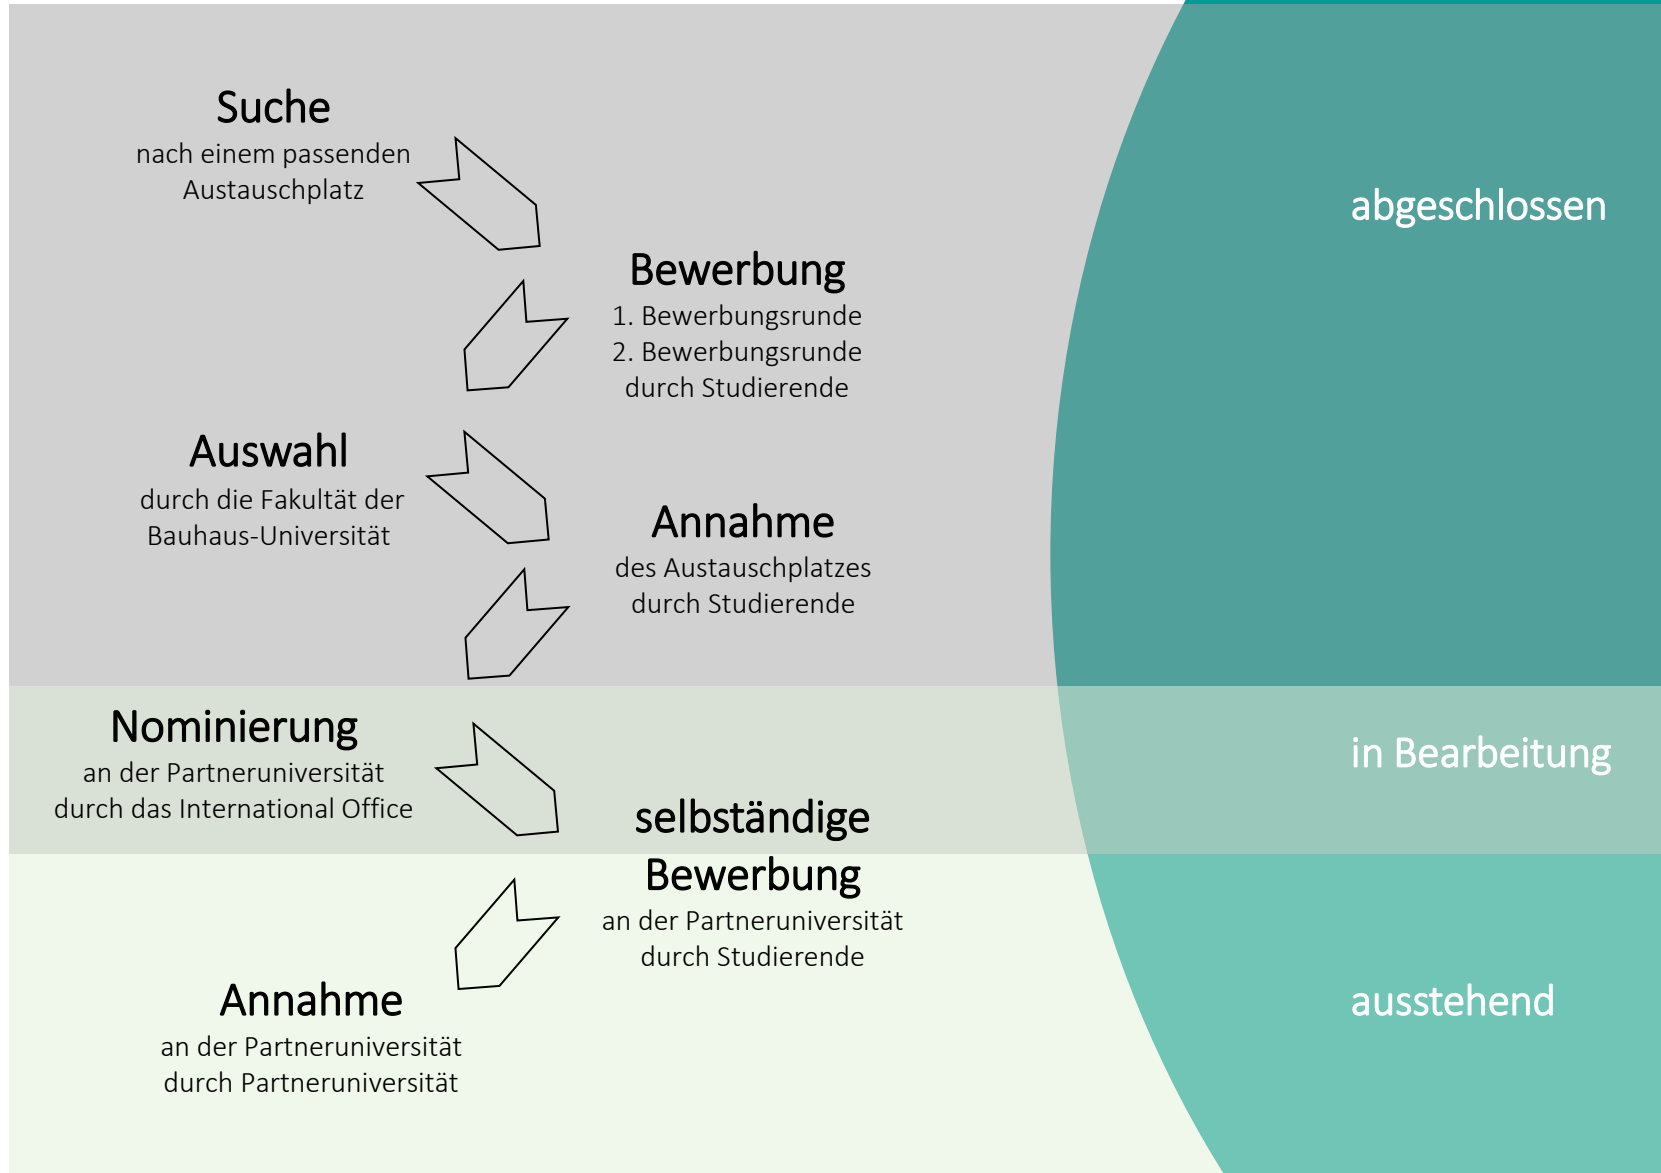 Suche
nach einem passenden
Austauschplatz
abgeschlossen
Bewerbung
1. Bewerbungsrunde
2. Bewerbungsrunde
durch Studierende
Auswahl
durch die Fakultät der
Bauhaus-Universität
Annahme
des Austauschplatzes
durch Studierende
Nominierung
an der Partneruniversität
durch das International Office
in Bearbeitung
selbständige
Bewerbung
an der Partneruniversität
durch Studierende
Annahme
an der Partneruniversität
durch Partneruniversität
ausstehend